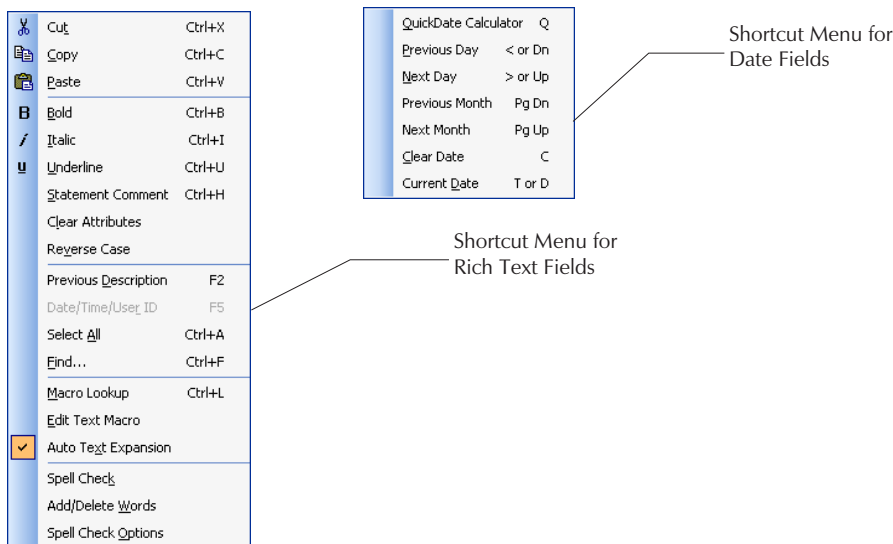 Cut Ctrl+X
Copy Ctrl+C
Paste Ctrl+V
B Bold Ctrl+B
i Italic Ctrl+I
u Underline Ctrl+U
Statement Comment Ctrl+H
Clear Attributes
Reverse Case
Previous Description F2
Date/Time/User ID F5
Select All Ctrl+A
Find... Ctrl+F
Macro Lookup Ctrl+L
Edit Text Macro
Auto Text Expansion
Spell Check
Add/Delete Words
Spell Check Options
QuickDate Calculator Q
Previous Day < or Dn
Next Day > or Up
Previous Month Pg Dn
Next Month Pg Up
Clear Date C
Current Date T or D
Shortcut Menu for
Date Fields
Shortcut Menu for
Rich Text Fields